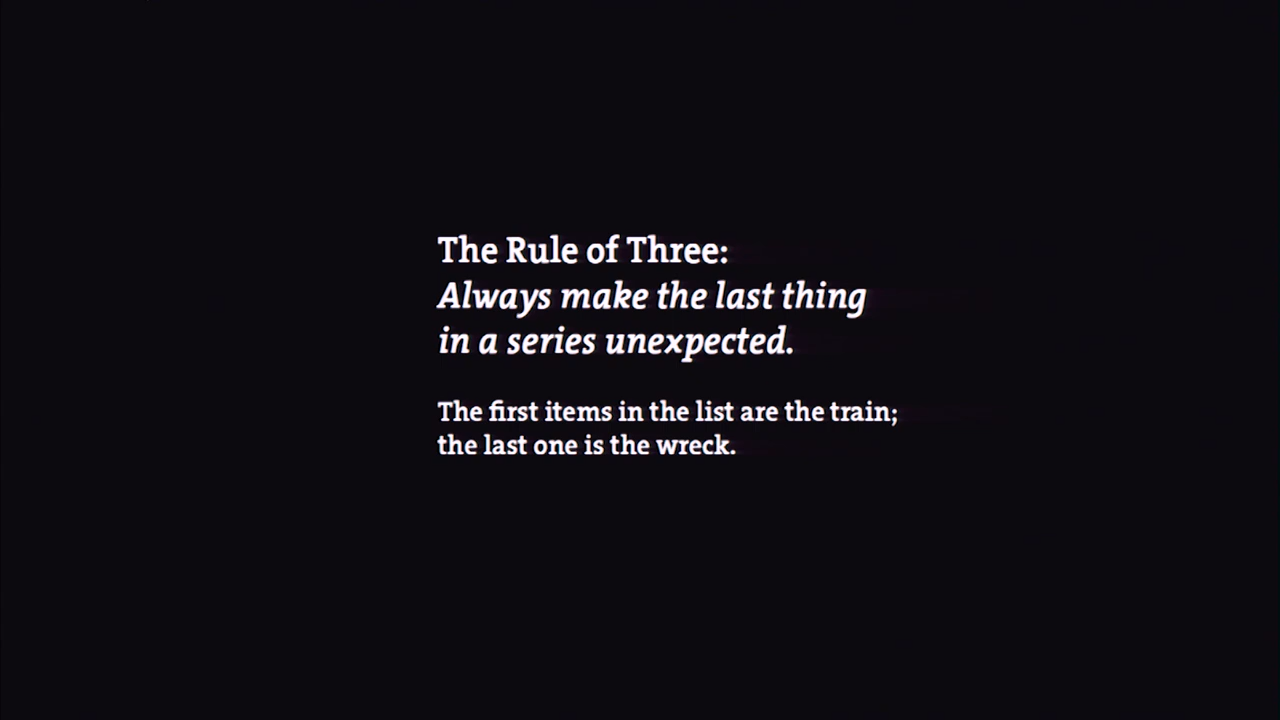 The Rule of Three:
Always make the last thing
in a series unexpected.
The first items in the list are the train;
the last one is the wreck.